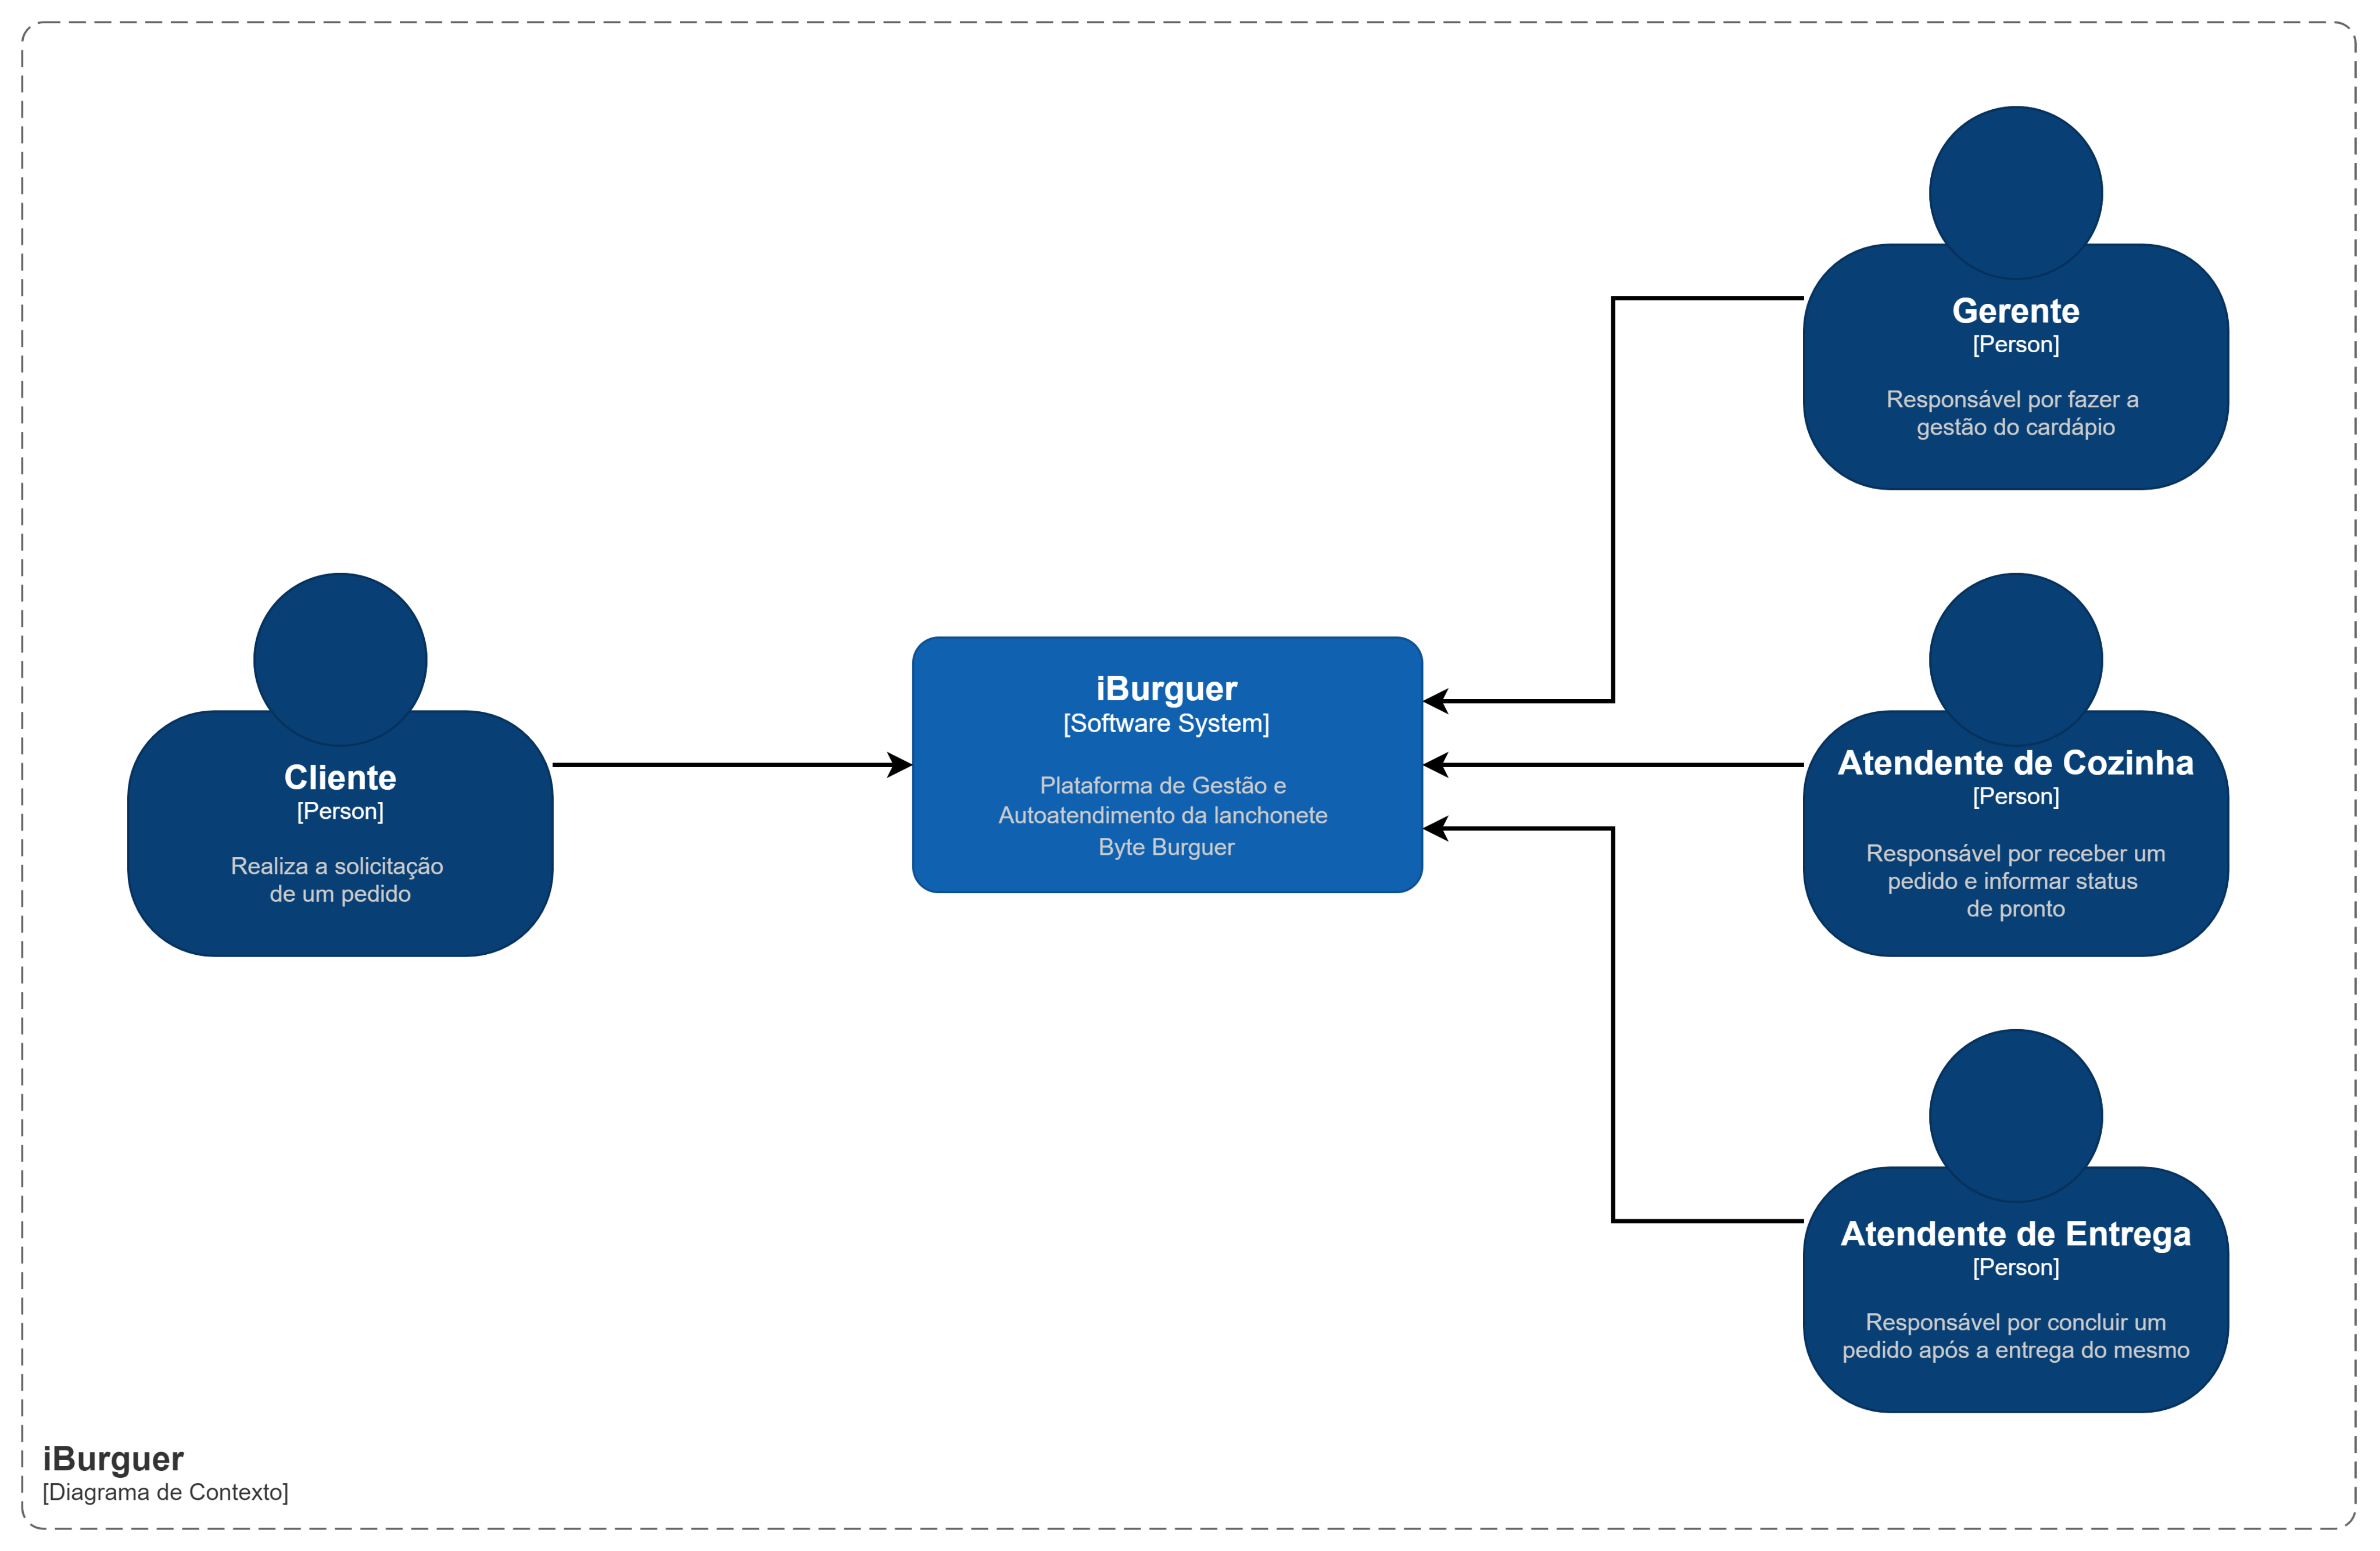 Gerente
[Person]
Responsável por fazer a
gestão do cardápio
Cliente
[Person]
Realiza a solicitação
de um pedido
iBurguer
[Software System]
Plataforma de Gestão e
Autoatendimento da lanchonete
Byte Burguer
Atendente de Cozinha
[Person]
Responsável por receber um
pedido e informar status
de pronto
Atendente de Entrega
[Person]
Responsável por concluir um
pedido após a entrega do mesmo
iBurguer
[Diagrama de Contexto]